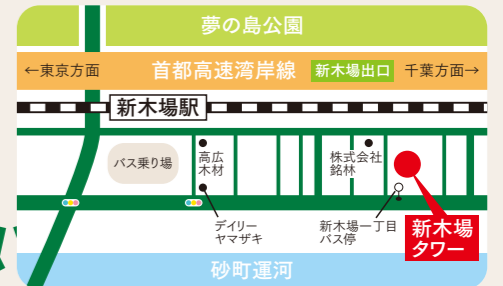 夢の島公園
←東京方面
首都高速湾岸線
新木場出口
千葉方面→
新木場駅
バス乗り場
高広
木材
株式会社
銘林
デイリー
ヤマザキ
新木場一丁目
バス停
新木場
タワー
砂町運河